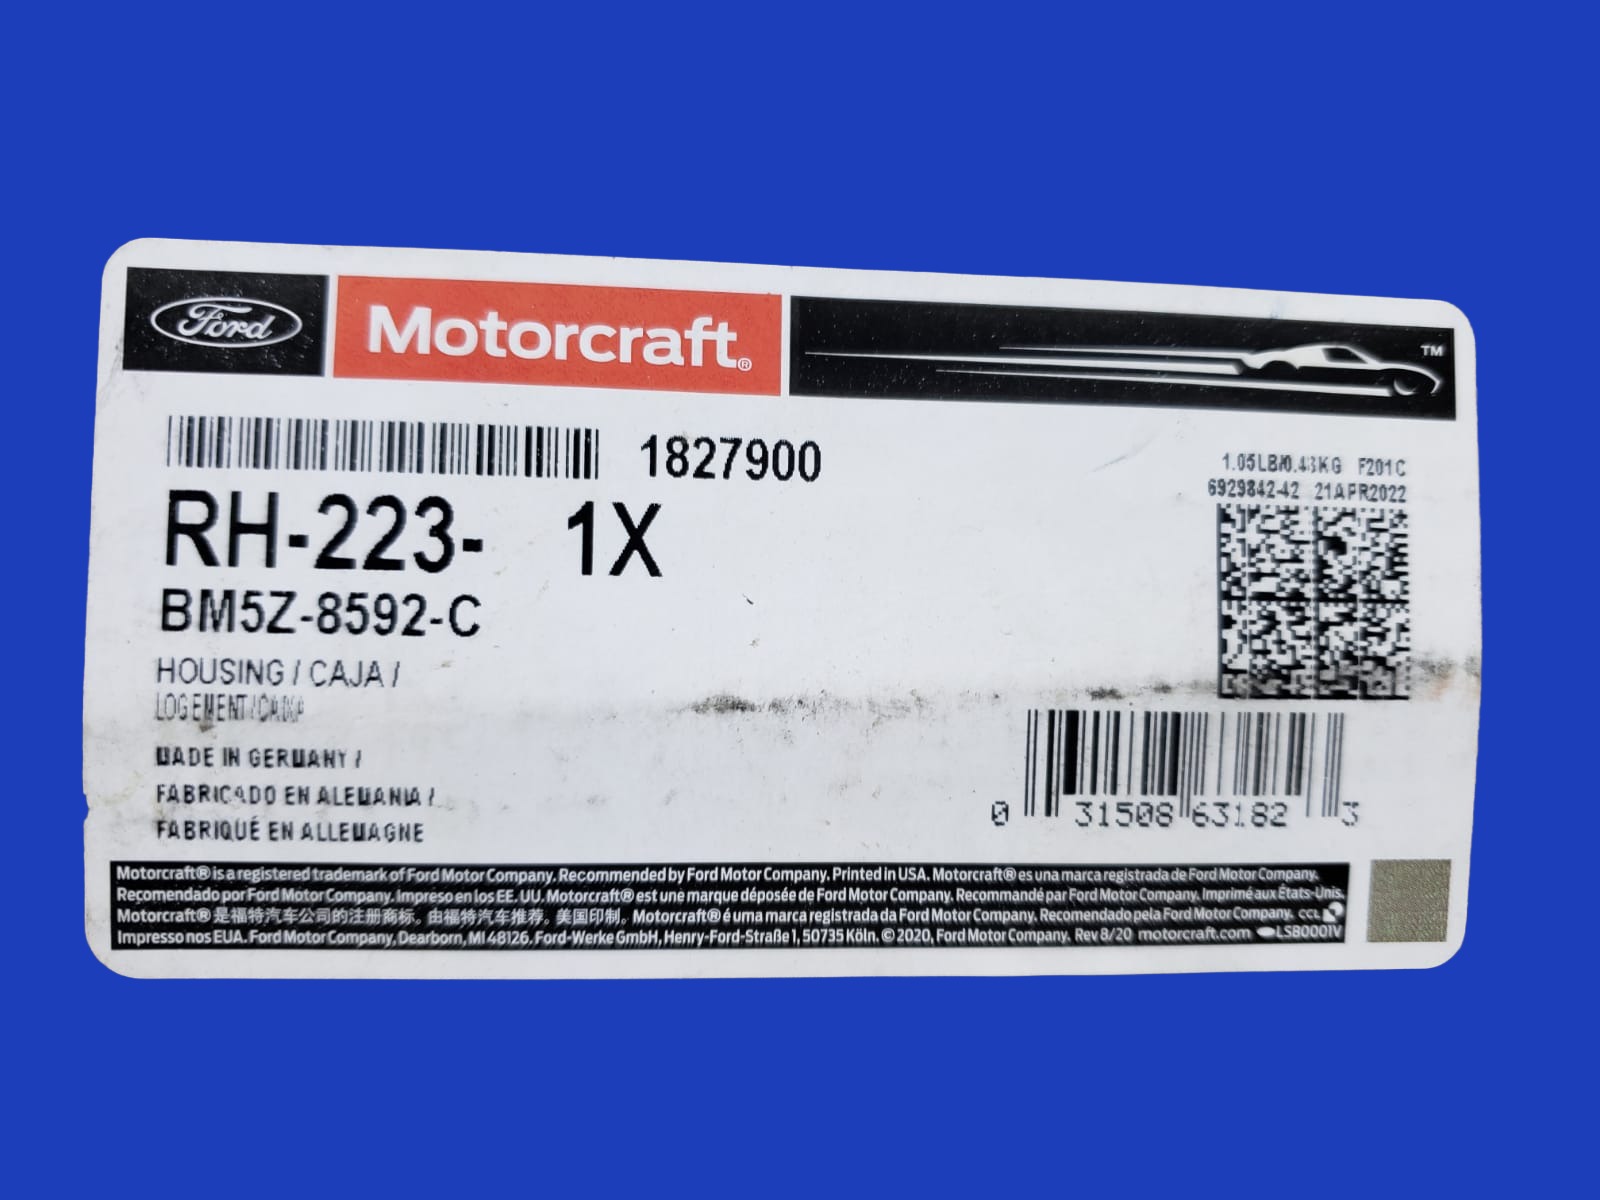 Ford
Motorcraft®
™
1827900
1.05LB/0.48KG F201C
6929842-42 21APR2022
RH-223- 1X
BM5Z-8592-C
HOUSING / CAJA /
LOGEMENT/CAIXA
MADE IN GERMANY /
FABRICADO EN ALEMANIA /
FABRIQUÉ EN ALLEMAGNE
0 31508 63182 3
Motorcraft® is a registered trademark of Ford Motor Company. Recommended by Ford Motor Company. Printed in USA. Motorcraft® es una marca registrada de Ford Motor Company.
Recomendado por Ford Motor Company. Impreso en los EE. UU. Motorcraft® est une marque déposée de Ford Motor Company. Recommandé par Ford Motor Company. Imprimé aux États-Unis.
Motorcraft® 是福特汽车公司的注册商标。由福特汽车推荐。美国印制。Motorcraft® é uma marca registrada da Ford Motor Company. Recomendado pela Ford Motor Company. CCL
Impresso nos EUA. Ford Motor Company, Dearborn, MI 48126. Ford-Werke GmbH, Henry-Ford-Straße 1, 50735 Köln. © 2020, Ford Motor Company. Rev 8/20 motorcraft.com LSB0001V